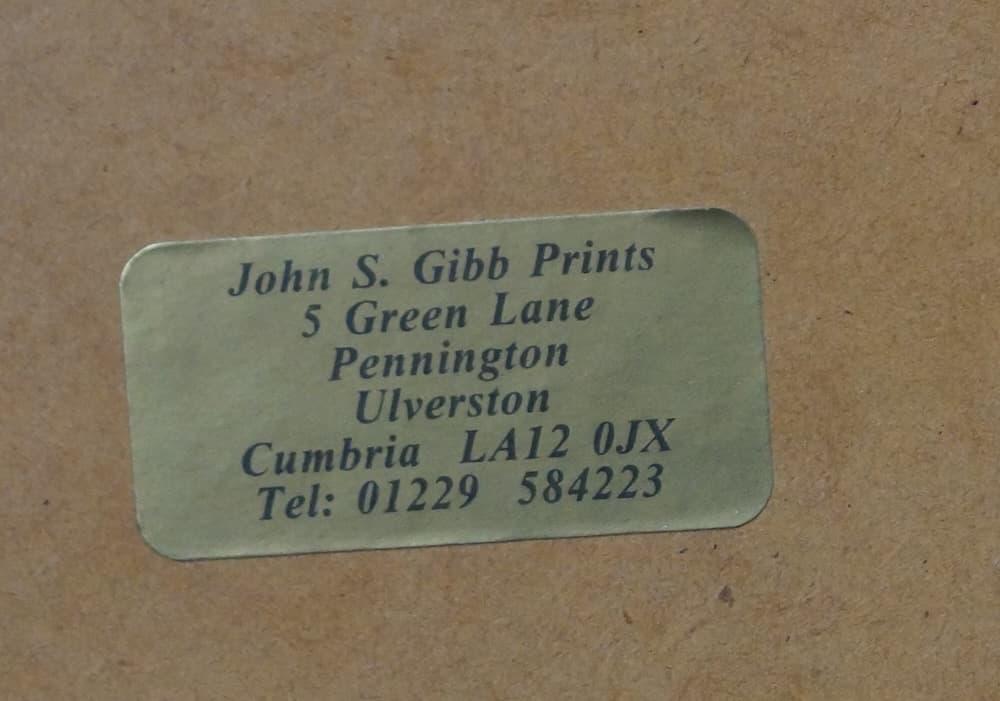 John S. Gibb Prints
5 Green Lane
Pennington
Ulverston
Cumbria LA12 0JX
Tel: 01229 584223